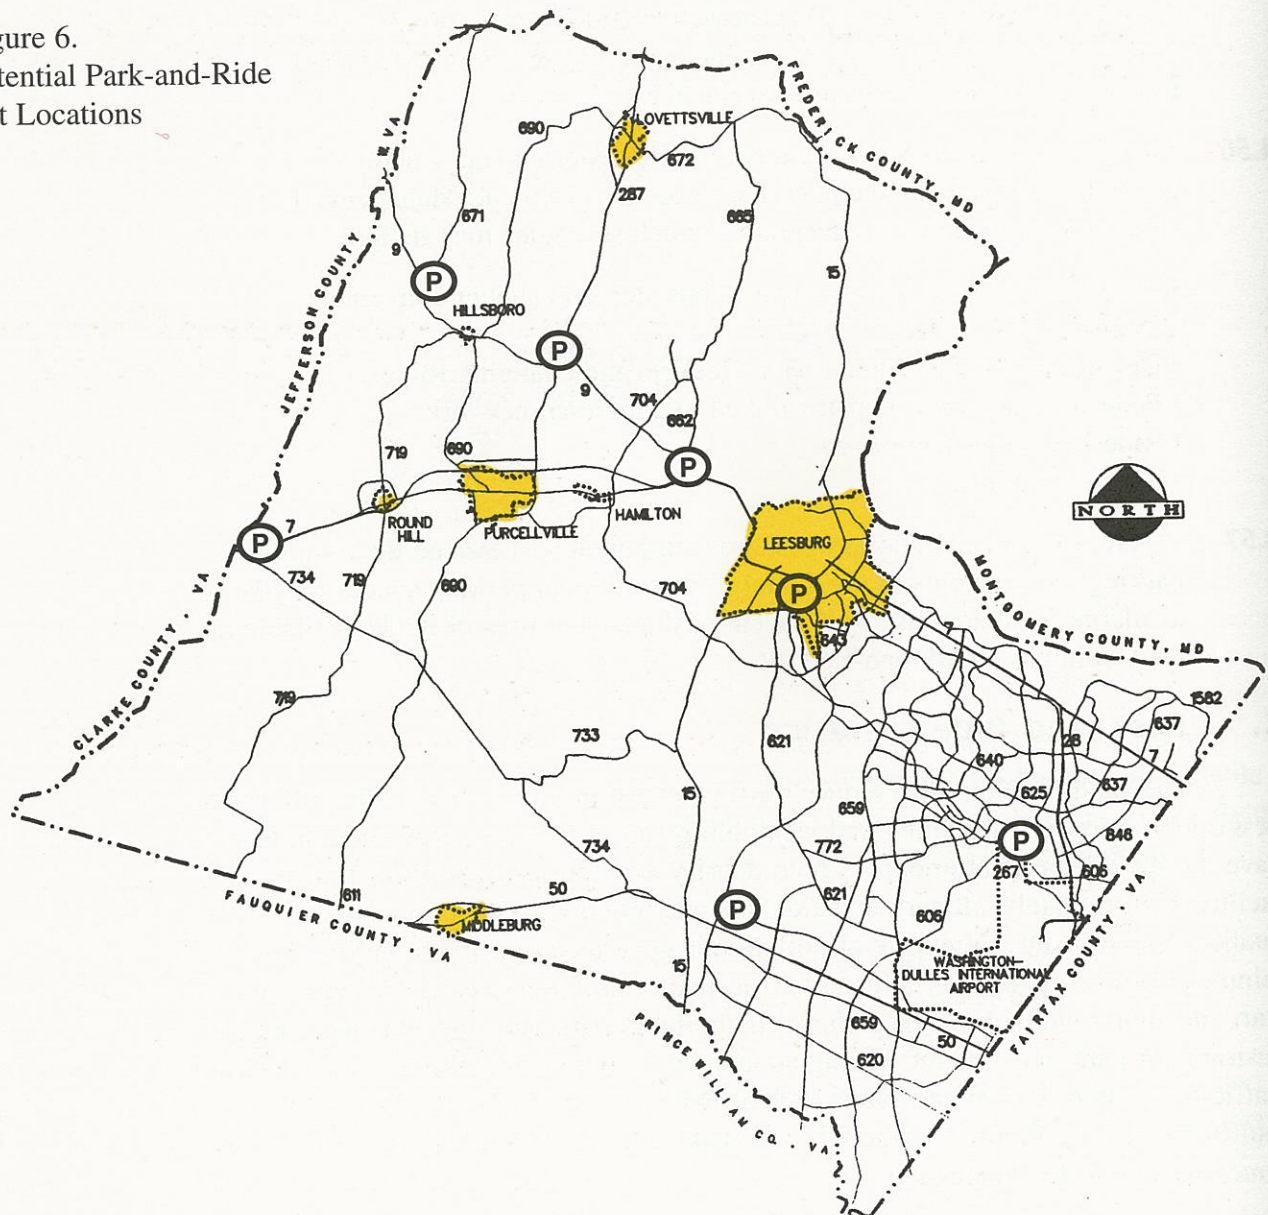 gure 6.
tential Park-and-Ride
t Locations
FREDERICK COUNTY, MD
W. VA
LOVETTSVILLE
690
672
287
671
665
9
15
P
HILLSBORO
JEFFERSON COUNTY
P
9
704
662
719
690
P
ROUND
HILL
PURCELLVILLE
HAMILTON
LEESBURG
NORTH
P
7
734
719
690
704
P
643
7
MONTGOMERY COUNTY, MD
CLARKE COUNTY, VA
719
733
621
640
28
1582
637
7
15
659
625
637
846
734
772
P
267
606
611
50
621
606
P
FAUQUIER COUNTY, VA
MIDDLEBURG
15
WASHINGTON-
DULLES INTERNATIONAL
AIRPORT
FAIRFAX COUNTY, VA
PRINCE WILLIAM CO., VA
659
50
620